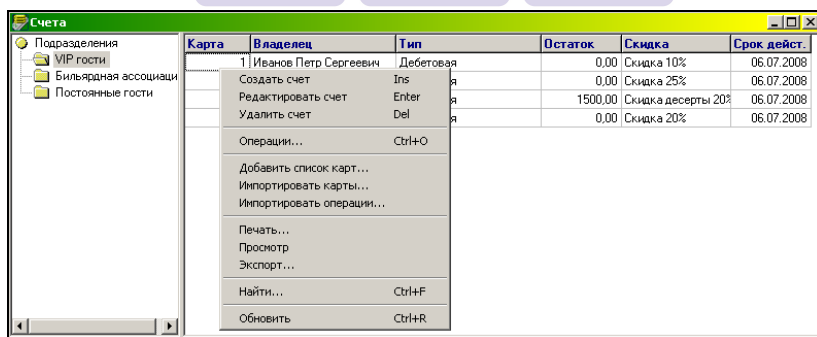 Счета
Подразделения
VIP гости
Бильярдная ассоциаци
Постоянные гости
Карта Владелец Тип Остаток Скидка Срок дейст.
1 Иванов Петр Сергеевич Дебетовая 0,00 Скидка 10% 06.07.2008
я 0,00 Скидка 25% 06.07.2008
я 1500,00 Скидка десерты 20% 06.07.2008
я 0,00 Скидка 20% 06.07.2008
Создать счет Ins
Редактировать счет Enter
Удалить счет Del
Операции... Ctrl+O
Добавить список карт...
Импортировать карты...
Импортировать операции...
Печать...
Просмотр
Экспорт...
Найти... Ctrl+F
Обновить Ctrl+R